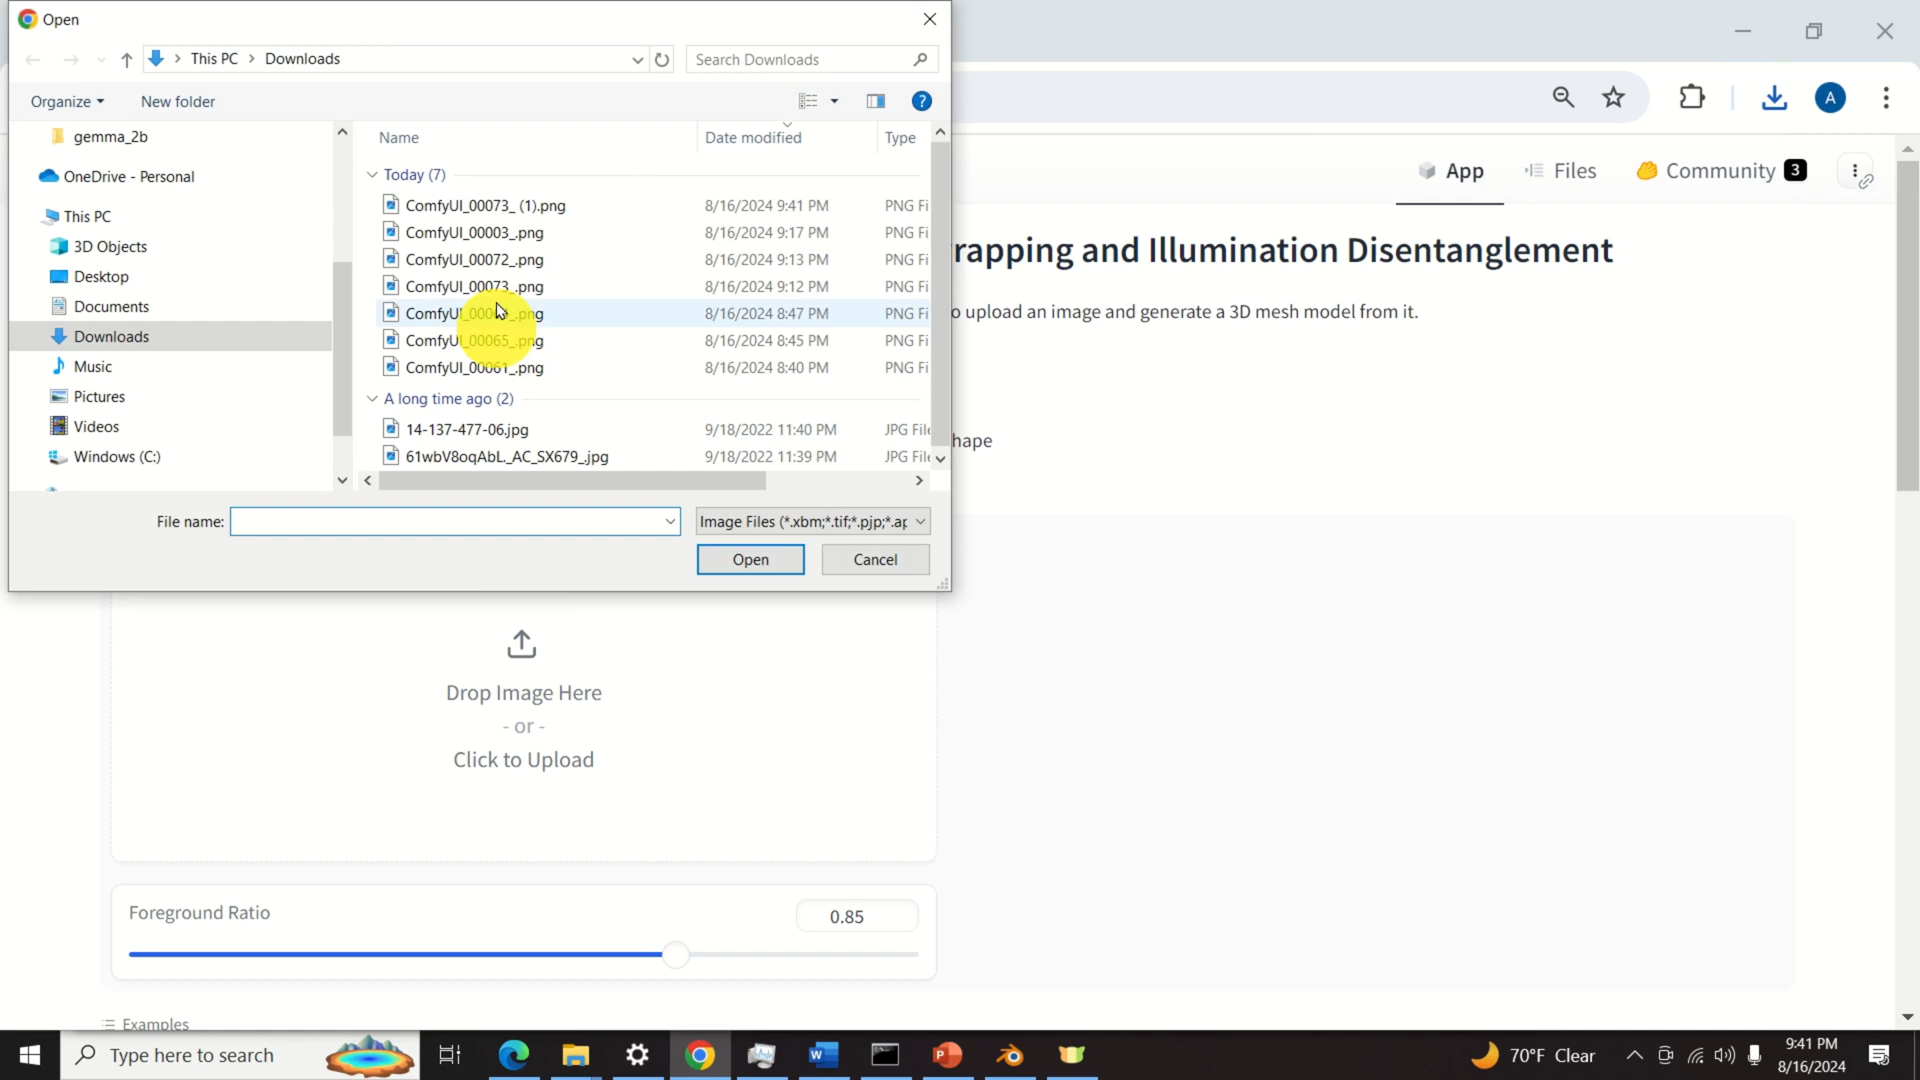 Open
This PC > Downloads
Search Downloads
Organize
New folder
gemma_2b
OneDrive - Personal
This PC
3D Objects
Desktop
Documents
Downloads
Music
Pictures
Videos
Windows (C:)
Name Date modified Type
Today (7)
ComfyUI_00073_ (1).png 8/16/2024 9:41 PM PNG Fi
ComfyUI_00003_.png 8/16/2024 9:17 PM PNG Fi
ComfyUI_00072_.png 8/16/2024 9:13 PM PNG Fi
ComfyUI_00073_.png 8/16/2024 9:12 PM PNG Fi
8/16/2024 8:47 PM PNG Fi
ComfyUI_00065_.png 8/16/2024 8:45 PM PNG Fi
ComfyUI_00061_.png 8/16/2024 8:40 PM PNG Fi
A long time ago (2)
14-137-477-06.jpg 9/18/2022 11:40 PM JPG File
61wbV8oqAbL._AC_SX679_.jpg 9/18/2022 11:39 PM JPG File
File name:
Image Files (*.xbm;*.tif;*.pjp;*.ap
Open
Cancel
A
App
Files
Community 3
rapping and Illumination Disentanglement
o upload an image and generate a 3D mesh model from it.
hape
Drop Image Here
- or -
Click to Upload
Foreground Ratio
0.85
Examples
Type here to search
70°F Clear
9:41 PM
8/16/2024